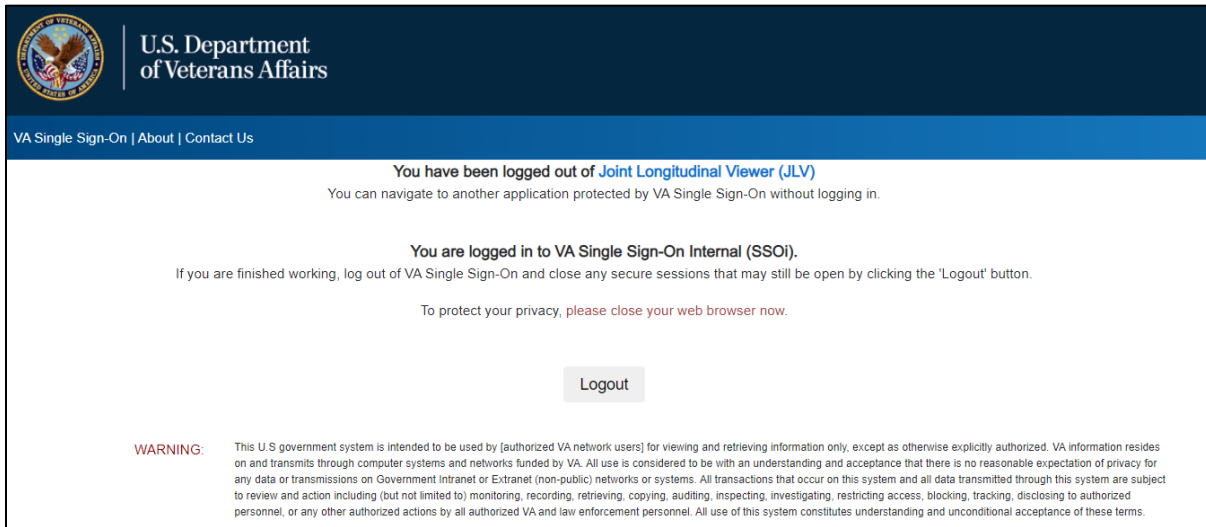 U.S. Department
of Veterans Affairs
VA Single Sign-On | About | Contact Us
You have been logged out of Joint Longitudinal Viewer (JLV)
You can navigate to another application protected by VA Single Sign-On without logging in.
You are logged in to VA Single Sign-On Internal (SSOi).
If you are finished working, log out of VA Single Sign-On and close any secure sessions that may still be open by clicking the 'Logout' button.
To protect your privacy, please close your web browser now.
Logout
WARNING: This U.S government system is intended to be used by [authorized VA network users] for viewing and retrieving information only, except as otherwise explicitly authorized. VA information resides
on and transmits through computer systems and networks funded by VA. All use is considered to be with an understanding and acceptance that there is no reasonable expectation of privacy for
any data or transmissions on Government Intranet or Extranet (non-public) networks or systems. All transactions that occur on this system and all data transmitted through this system are subject
to review and action including (but not limited to) monitoring, recording, retrieving, copying, auditing, inspecting, investigating, restricting access, blocking, tracking, disclosing to authorized
personnel, or any other authorized actions by all authorized VA and law enforcement personnel. All use of this system constitutes understanding and unconditional acceptance of these terms.